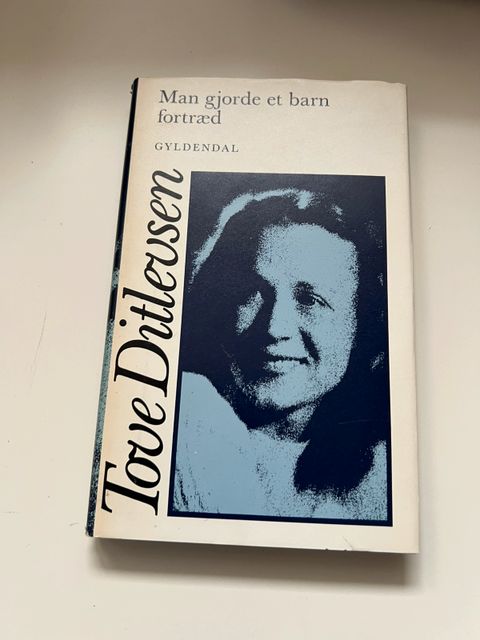 Man gjorde et barn
fortræd
GYLDENDAL
Tove Ditlevsen